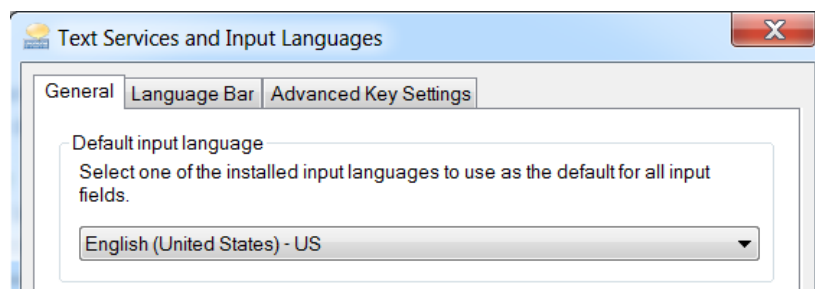 Text Services and Input Languages
X
General
Language Bar
Advanced Key Settings
Default input language
Select one of the installed input languages to use as the default for all input
fields.
English (United States) - US